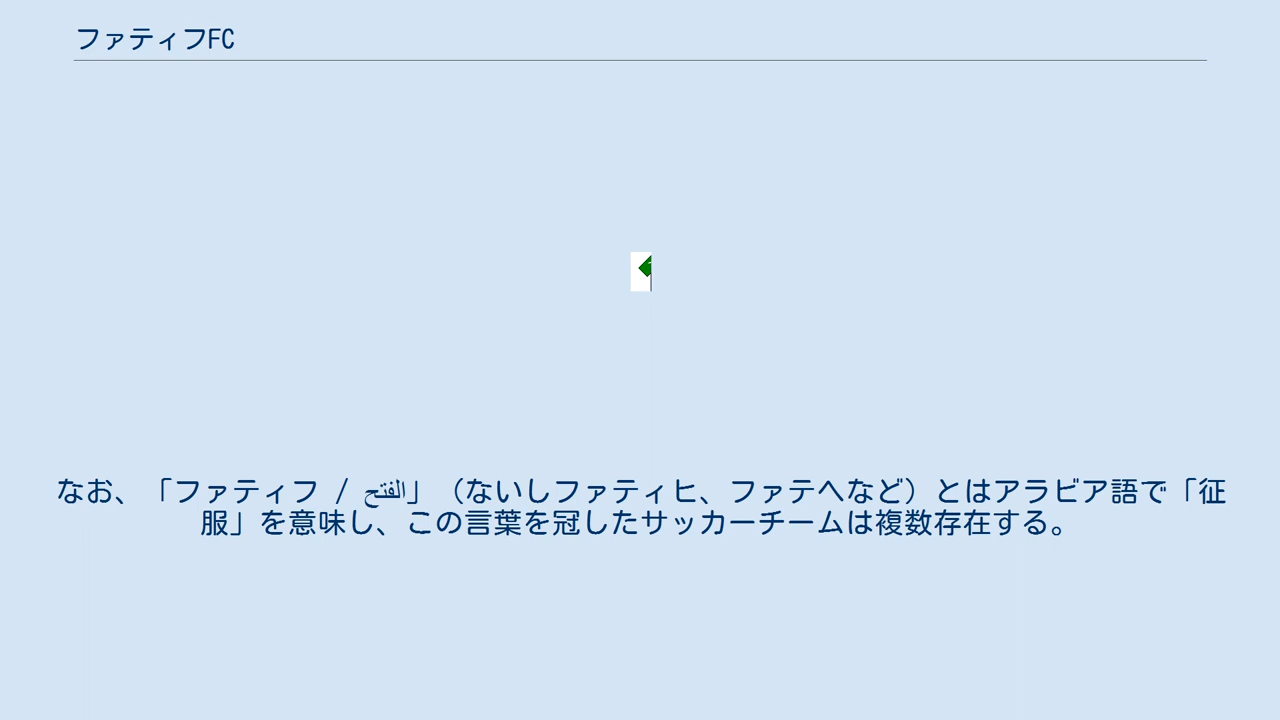 ファティフFC
なお、「ファティフ / الفتح」（ないしファティヒ、ファテヘなど）とはアラビア語で「征
服」を意味し、この言葉を冠したサッカーチームは複数存在する。